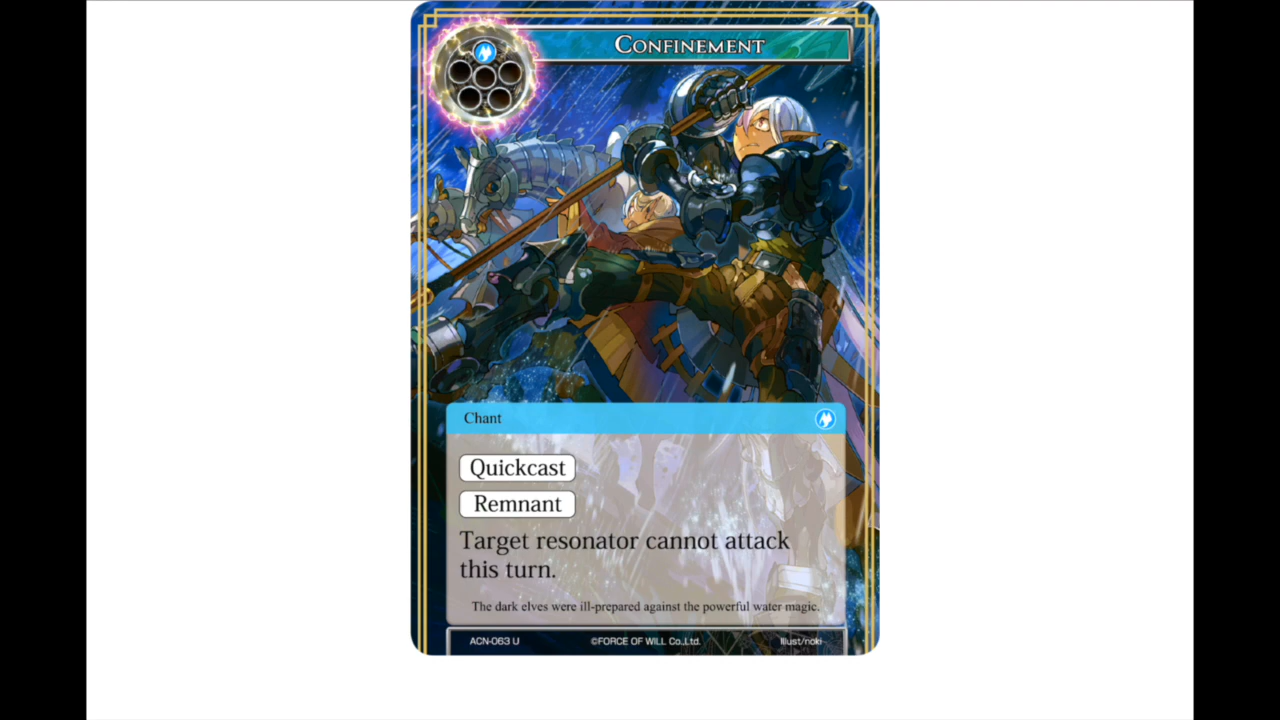 Confinement
Chant
Quickcast
Remnant
Target resonator cannot attack
this turn.
The dark elves were ill-prepared against the powerful water magic.
ACN-063 U ©FORCE OF WILL Co.,Ltd. Illust/noki